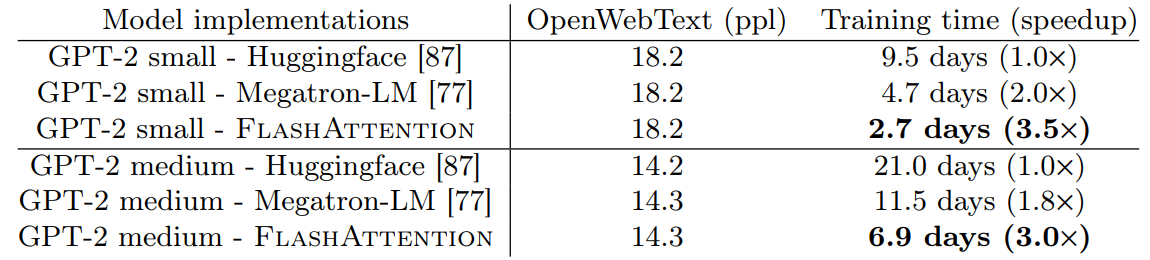 Model implementations OpenWebText (ppl) Training time (speedup)
GPT-2 small - Huggingface [87] 18.2 9.5 days (1.0×)
GPT-2 small - Megatron-LM [77] 18.2 4.7 days (2.0×)
GPT-2 small - FLASHATTENTION 18.2 2.7 days (3.5×)
GPT-2 medium - Huggingface [87] 14.2 21.0 days (1.0×)
GPT-2 medium - Megatron-LM [77] 14.3 11.5 days (1.8×)
GPT-2 medium - FLASHATTENTION 14.3 6.9 days (3.0×)